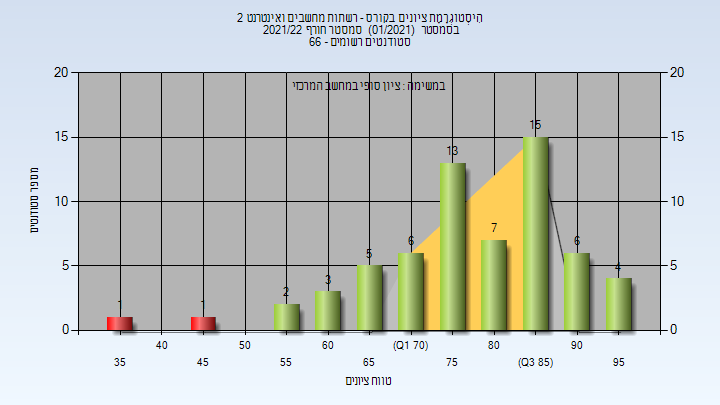 הִיסְטוֹגְרָמַת ציונים בקורס - רשתות מחשבים ואינטרנט 2
בסמסטר (01/2021) סמסטר חורף 2021/22
סטודנטים רשומים - 66
במשימה : ציון סופי במחשב המרכזי
20 20
15 15
10 10
5 5
0 0
מספר סטודנטים
1 1 2 3 5 6 13 7 15 6 4
40 50 60 (Q1 70) 80 90
35 45 55 65 75 (Q3 85) 95
טווח ציונים